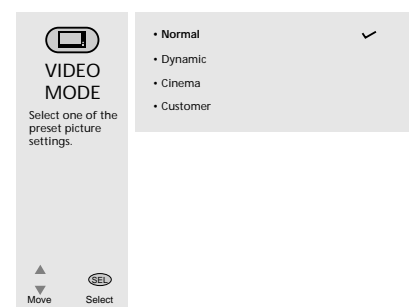 VIDEO
MODE
Select one of the
preset picture
settings.
SEL
Move Select
• Normal
• Dynamic
• Cinema
• Customer